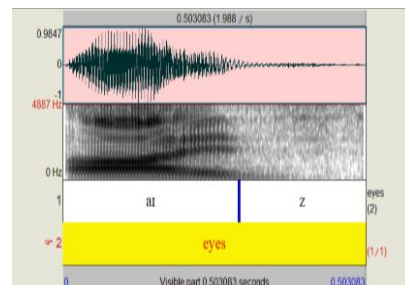 0.503083 (1.988 / s)
0.9847
0
-1
4887 Hz
0 Hz
1 aɪ z eyes
(2)
2 eyes (1/1)
0 Visible part 0.503083 seconds 0.503083